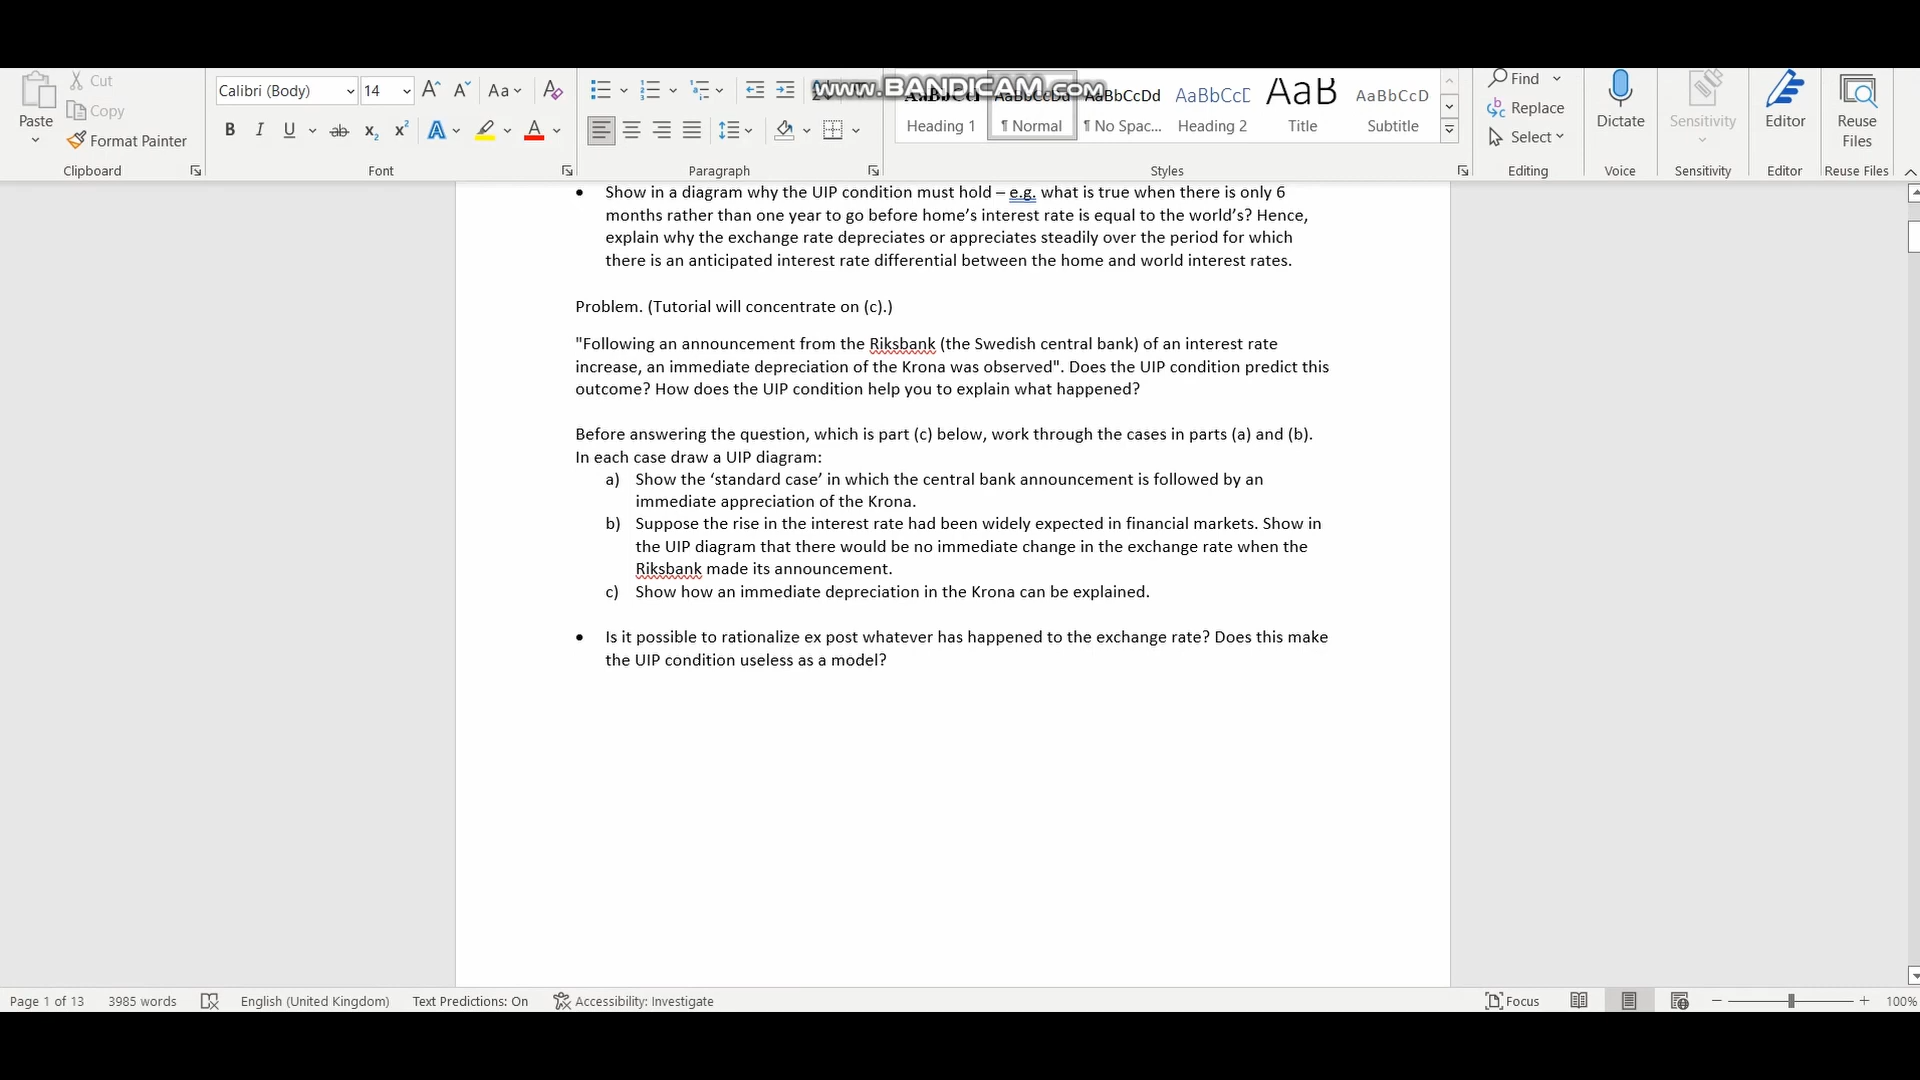 www.BANDICAM.com
Cut
Copy
Paste
Format Painter
Clipboard
Calibri (Body)
14
Aa
B I U ab x₂ x² A A
Font
Paragraph
AaBbCcDd AaBbCcDd AaBbCcD AaB AaBbCcD
Heading 1 ¶ Normal ¶ No Spac... Heading 2 Title Subtitle
Styles
Find
Replace
Select
Editing
Dictate
Voice
Sensitivity
Sensitivity
Editor
Editor
Reuse
Files
Reuse Files
• Show in a diagram why the UIP condition must hold – e.g. what is true when there is only 6
months rather than one year to go before home’s interest rate is equal to the world’s? Hence,
explain why the exchange rate depreciates or appreciates steadily over the period for which
there is an anticipated interest rate differential between the home and world interest rates.
Problem. (Tutorial will concentrate on (c).)
"Following an announcement from the Riksbank (the Swedish central bank) of an interest rate
increase, an immediate depreciation of the Krona was observed". Does the UIP condition predict this
outcome? How does the UIP condition help you to explain what happened?
Before answering the question, which is part (c) below, work through the cases in parts (a) and (b).
In each case draw a UIP diagram:
a) Show the ‘standard case’ in which the central bank announcement is followed by an
immediate appreciation of the Krona.
b) Suppose the rise in the interest rate had been widely expected in financial markets. Show in
the UIP diagram that there would be no immediate change in the exchange rate when the
Riksbank made its announcement.
c) Show how an immediate depreciation in the Krona can be explained.
• Is it possible to rationalize ex post whatever has happened to the exchange rate? Does this make
the UIP condition useless as a model?
Page 1 of 13 3985 words English (United Kingdom) Text Predictions: On Accessibility: Investigate Focus 100%